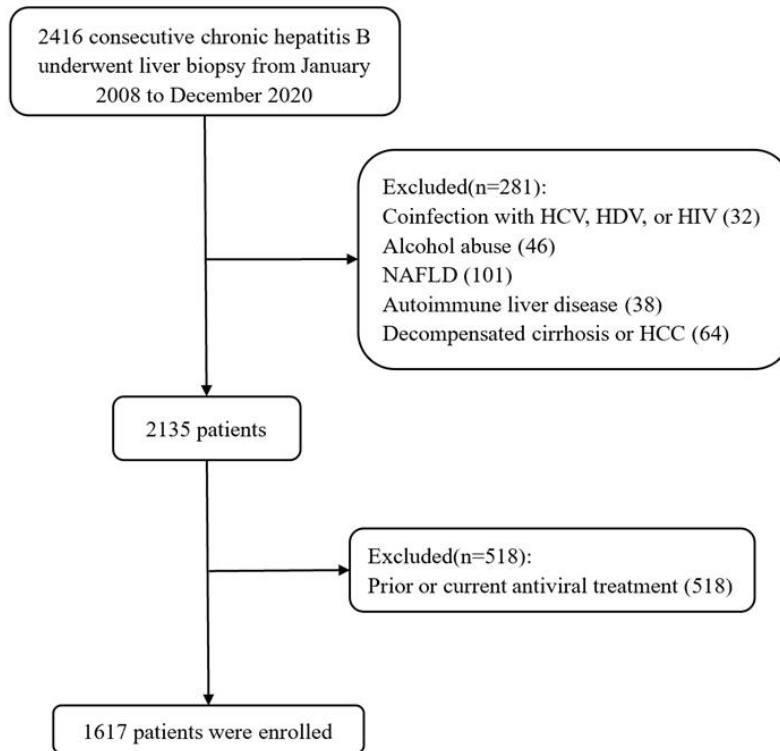 2416 consecutive chronic hepatitis B
underwent liver biopsy from January
2008 to December 2020
Excluded(n=281):
Coinfection with HCV, HDV, or HIV (32)
Alcohol abuse (46)
NAFLD (101)
Autoimmune liver disease (38)
Decompensated cirrhosis or HCC (64)
2135 patients
Excluded(n=518):
Prior or current antiviral treatment (518)
1617 patients were enrolled